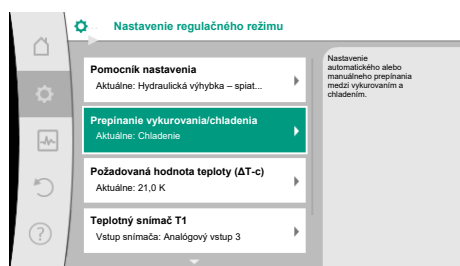 Nastavenie regulačného režimu
Pomocník nastavenia
Aktuálne: Hydraulická výhybka – spiat...
Prepínanie vykurovania/chladenia
Aktuálne: Chladenie
Požadovaná hodnota teploty (ΔT-c)
Aktuálne: 21,0 K
Teplotný snímač T1
Vstup snímača: Analógový vstup 3
Nastavenie
automatického alebo
manuálneho prepínania
medzi vykurovaním a
chladením.